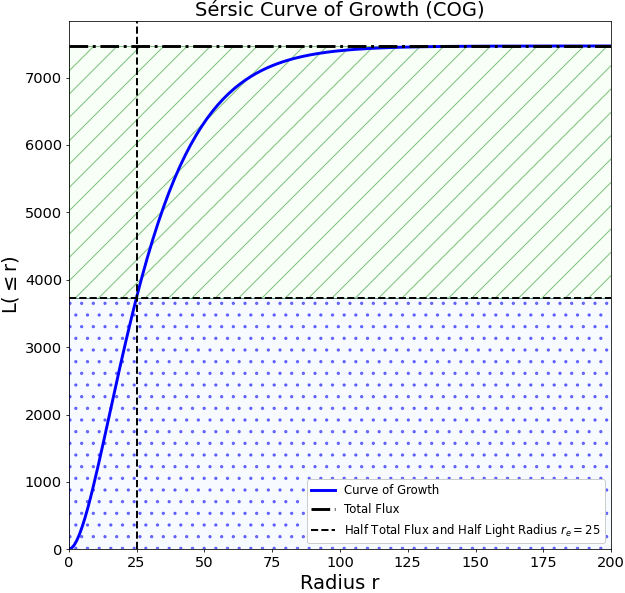 Sérsic Curve of Growth (COG)
L( ≤ r)
7000
6000
5000
4000
3000
2000
1000
0
Curve of Growth
Total Flux
Half Total Flux and Half Light Radius r_e = 25
0 25 50 75 100 125 150 175 200
Radius r